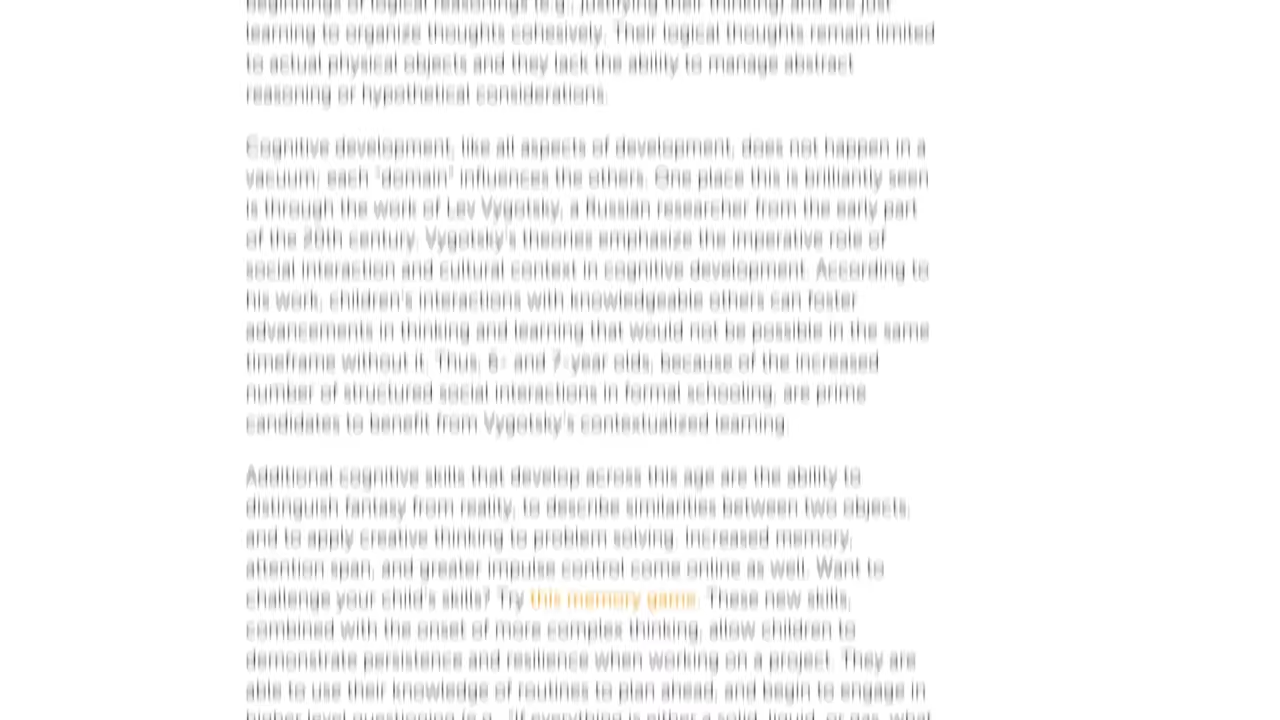 beginnings of logical reasonings (e.g., justifying their thinking) and are just
learning to organize thoughts cohesively. Their logical thoughts remain limited
to actual physical objects and they lack the ability to manage abstract
reasoning or hypothetical considerations.
Cognitive development, like all aspects of development, does not happen in a
vacuum; each "domain" influences the others. One place this is brilliantly seen
is through the work of Lev Vygotsky, a Russian researcher from the early part
of the 20th century. Vygotsky's theories emphasize the imperative role of
social interaction and cultural context in cognitive development. According to
his work, children's interactions with knowledgeable others can foster
advancements in thinking and learning that would not be possible in the same
timeframe without it. Thus, 6- and 7-year olds, because of the increased
number of structured social interactions in formal schooling, are prime
candidates to benefit from Vygotsky's contextualized learning.
Additional cognitive skills that develop across this age are the ability to
distinguish fantasy from reality, to describe similarities between two objects,
and to apply creative thinking to problem solving. Increased memory,
attention span, and greater impulse control come online as well. Want to
challenge your child's skills? Try this memory game. These new skills,
combined with the onset of more complex thinking, allow children to
demonstrate persistence and resilience when working on a project. They are
able to use their knowledge of routines to plan ahead, and begin to engage in
higher level questioning (e.g., "If everything is either a solid, liquid, or gas, what